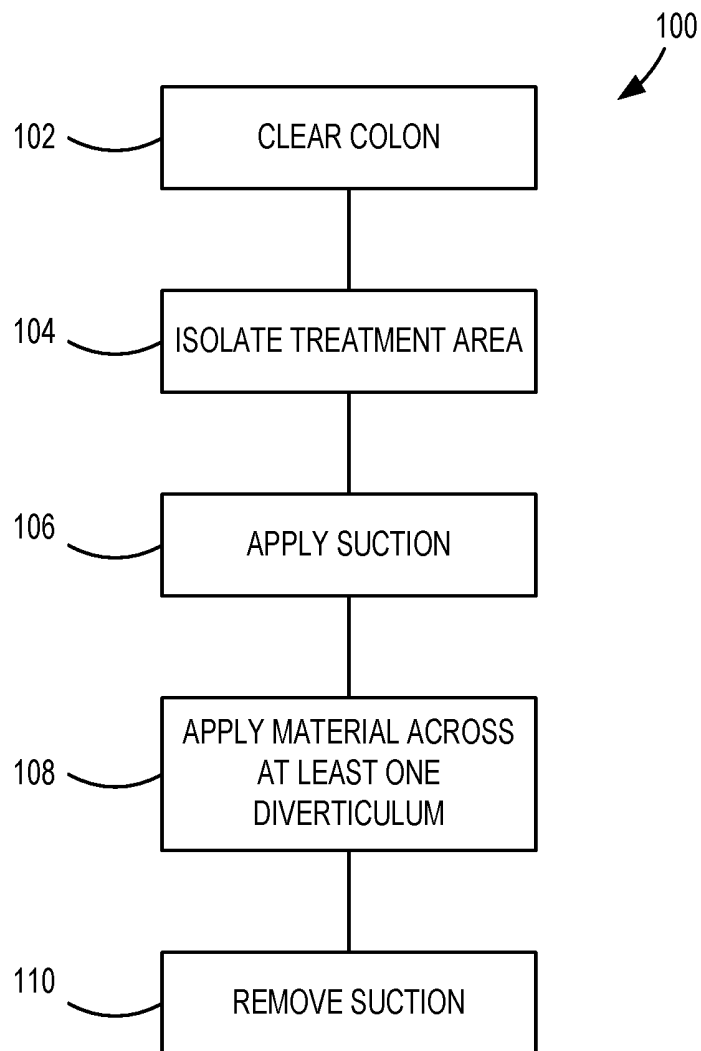 100
102
CLEAR COLON
104
ISOLATE TREATMENT AREA
106
APPLY SUCTION
108
APPLY MATERIAL ACROSS
AT LEAST ONE
DIVERTICULUM
110
REMOVE SUCTION